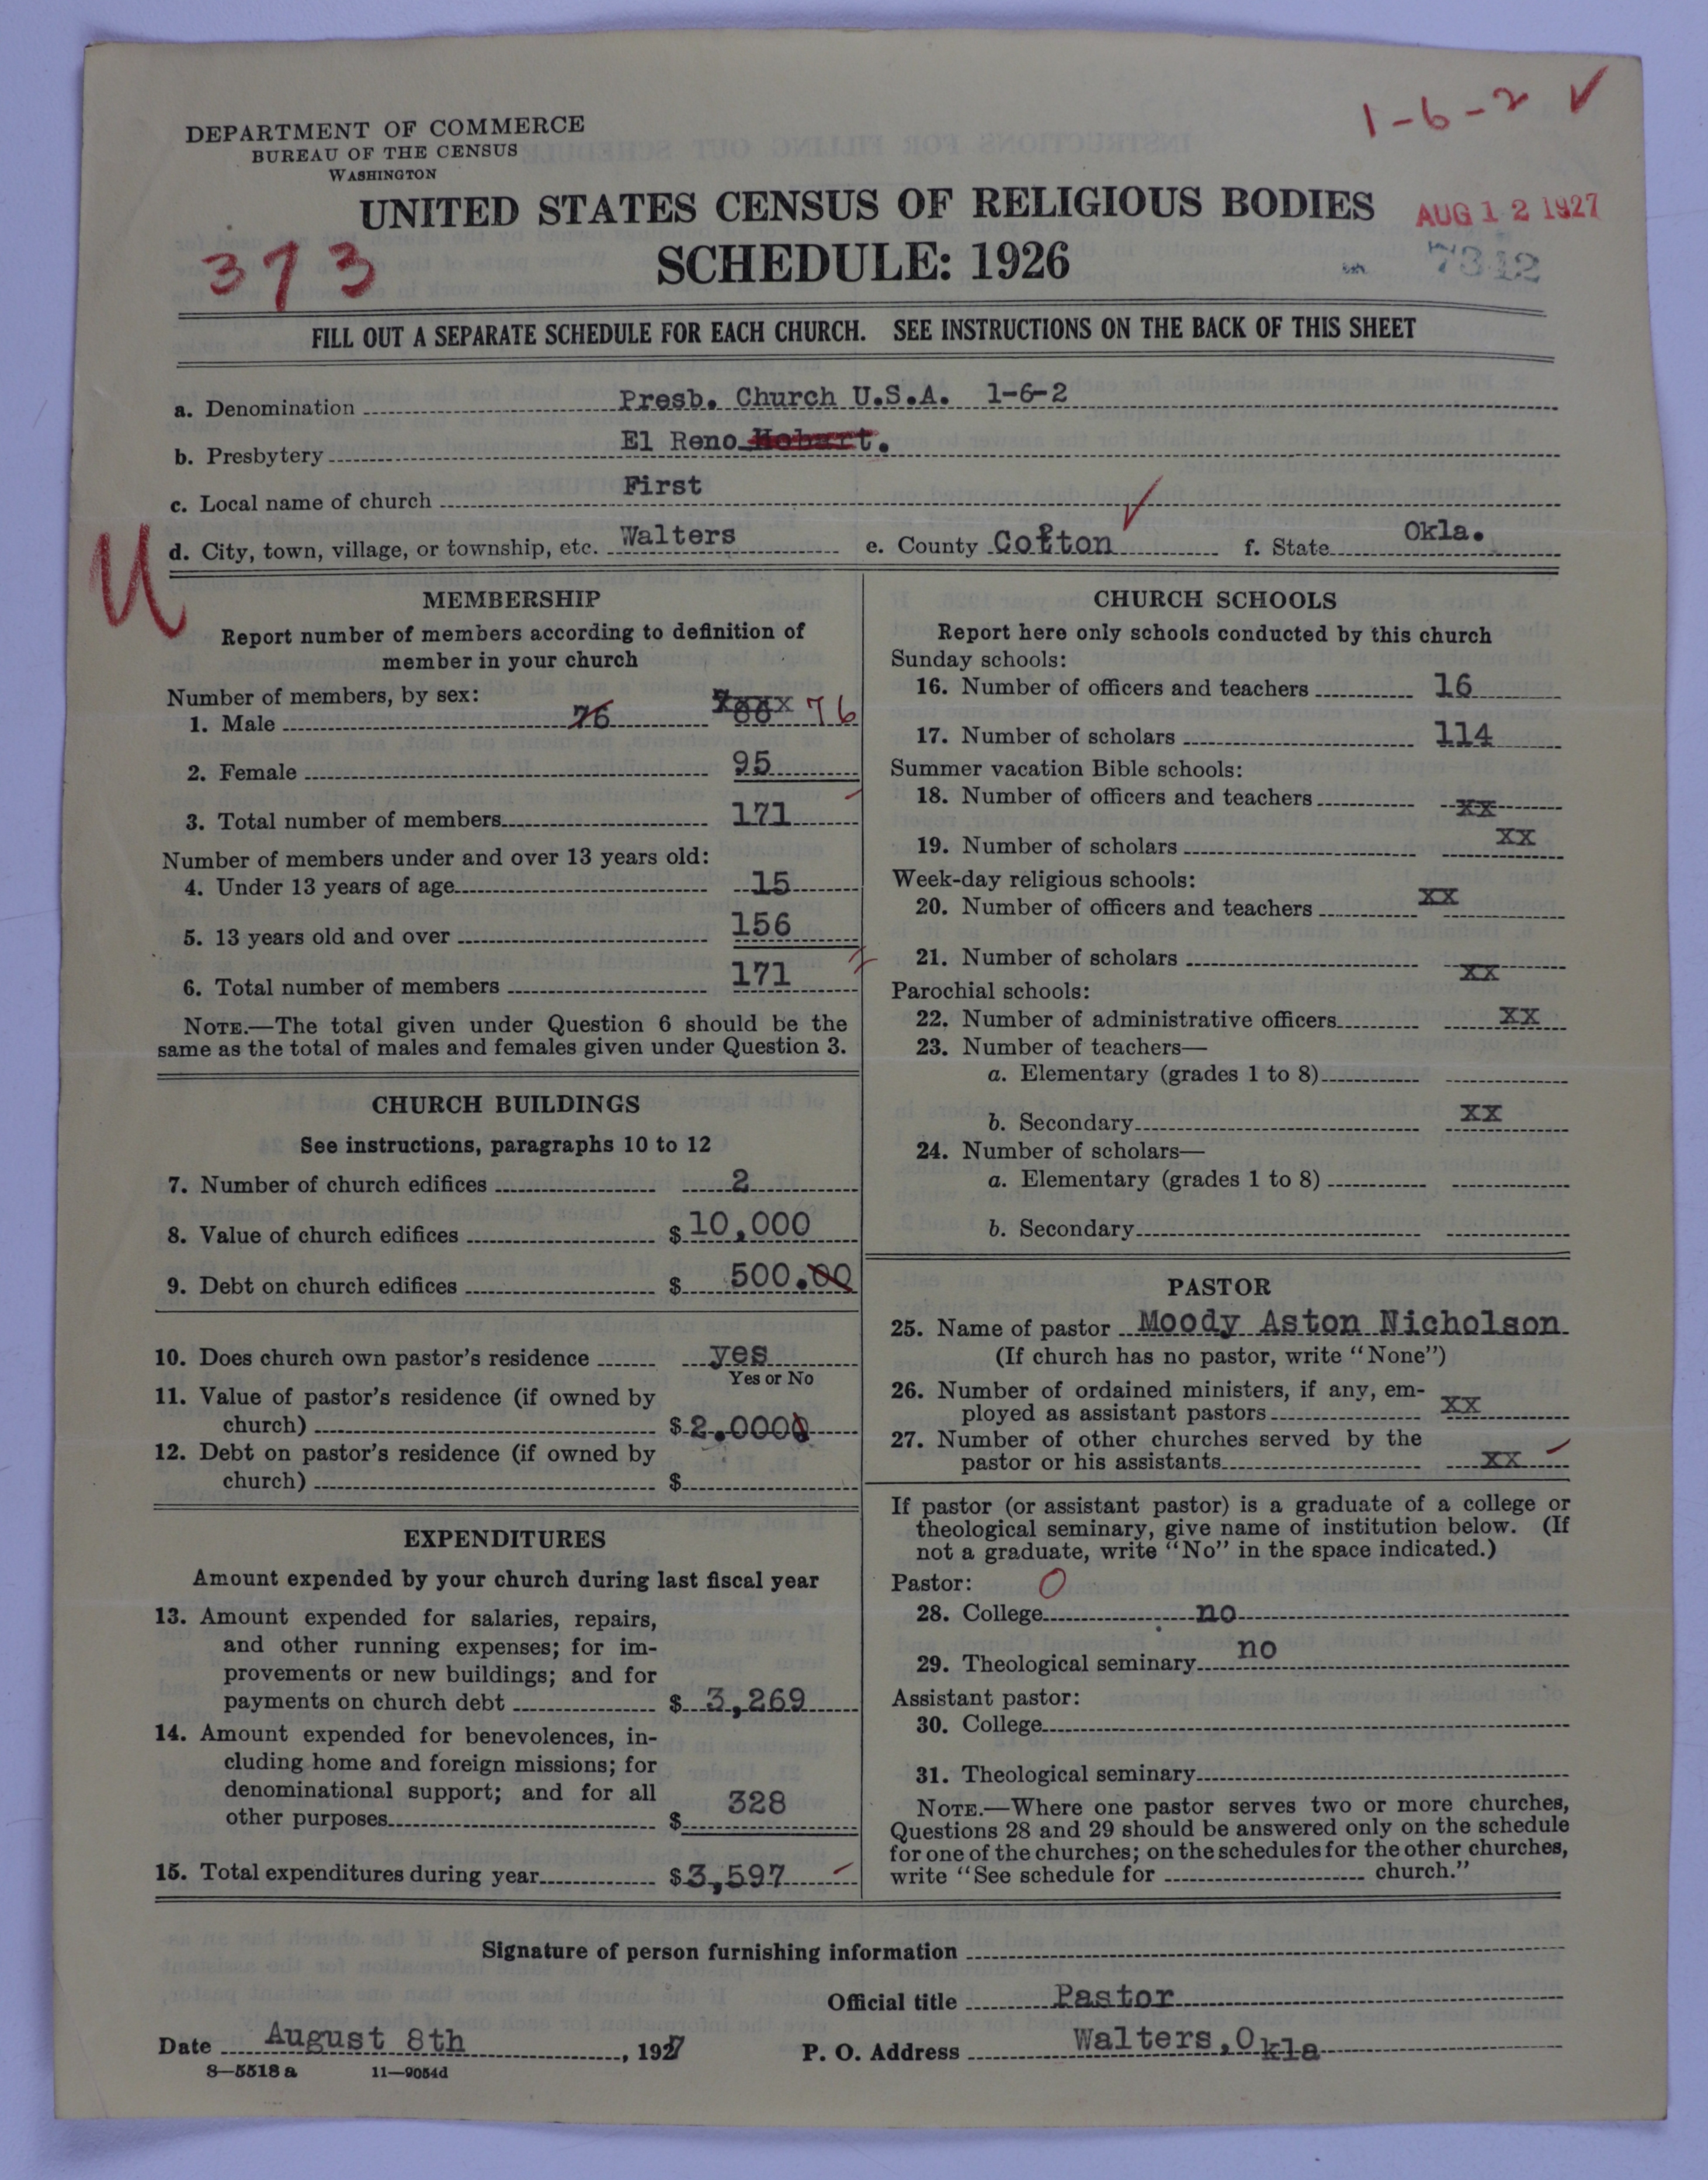 1-6-2 ✓
DEPARTMENT OF COMMERCE
BUREAU OF THE CENSUS
WASHINGTON
UNITED STATES CENSUS OF RELIGIOUS BODIES
AUG 12 1927
373
SCHEDULE: 1926
7312
FILL OUT A SEPARATE SCHEDULE FOR EACH CHURCH. SEE INSTRUCTIONS ON THE BACK OF THIS SHEET
a. Denomination Presb. Church U.S.A. 1-6-2
b. Presbytery El Reno Hobart.
c. Local name of church First
U
d. City, town, village, or township, etc. Walters e. County Cotton f. State Okla.
MEMBERSHIP
Report number of members according to definition of
member in your church
Number of members, by sex:
1. Male 76 76
2. Female 95
3. Total number of members 171
Number of members under and over 13 years old:
4. Under 13 years of age 15
5. 13 years old and over 156
6. Total number of members 171
NOTE.—The total given under Question 6 should be the
same as the total of males and females given under Question 3.
CHURCH BUILDINGS
See instructions, paragraphs 10 to 12
7. Number of church edifices 2
8. Value of church edifices $ 10,000
9. Debt on church edifices $ 500.00
10. Does church own pastor's residence yes
Yes or No
11. Value of pastor's residence (if owned by
church) $ 2.000
12. Debt on pastor's residence (if owned by
church) $
EXPENDITURES
Amount expended by your church during last fiscal year
13. Amount expended for salaries, repairs,
and other running expenses; for im-
provements or new buildings; and for
payments on church debt $ 3,269
14. Amount expended for benevolences, in-
cluding home and foreign missions; for
denominational support; and for all
other purposes $ 328
15. Total expenditures during year $ 3,597
CHURCH SCHOOLS
Report here only schools conducted by this church
Sunday schools:
16. Number of officers and teachers 16
17. Number of scholars 114
Summer vacation Bible schools:
18. Number of officers and teachers xx
19. Number of scholars xx
Week-day religious schools:
20. Number of officers and teachers xx
21. Number of scholars xx
Parochial schools:
22. Number of administrative officers xx
23. Number of teachers—
a. Elementary (grades 1 to 8)
b. Secondary xx
24. Number of scholars—
a. Elementary (grades 1 to 8)
b. Secondary
PASTOR
25. Name of pastor Moody Aston Nicholson
(If church has no pastor, write "None")
26. Number of ordained ministers, if any, em-
ployed as assistant pastors xx
27. Number of other churches served by the
pastor or his assistants xx
If pastor (or assistant pastor) is a graduate of a college or
theological seminary, give name of institution below. (If
not a graduate, write "No" in the space indicated.)
Pastor: O
28. College no
29. Theological seminary no
Assistant pastor:
30. College
31. Theological seminary
NOTE.—Where one pastor serves two or more churches,
Questions 28 and 29 should be answered only on the schedule
for one of the churches; on the schedules for the other churches,
write "See schedule for church."
Signature of person furnishing information
Official title Pastor
Date August 8th, 1927 P. O. Address Walters,Okla
8—5518 a 11—9054d